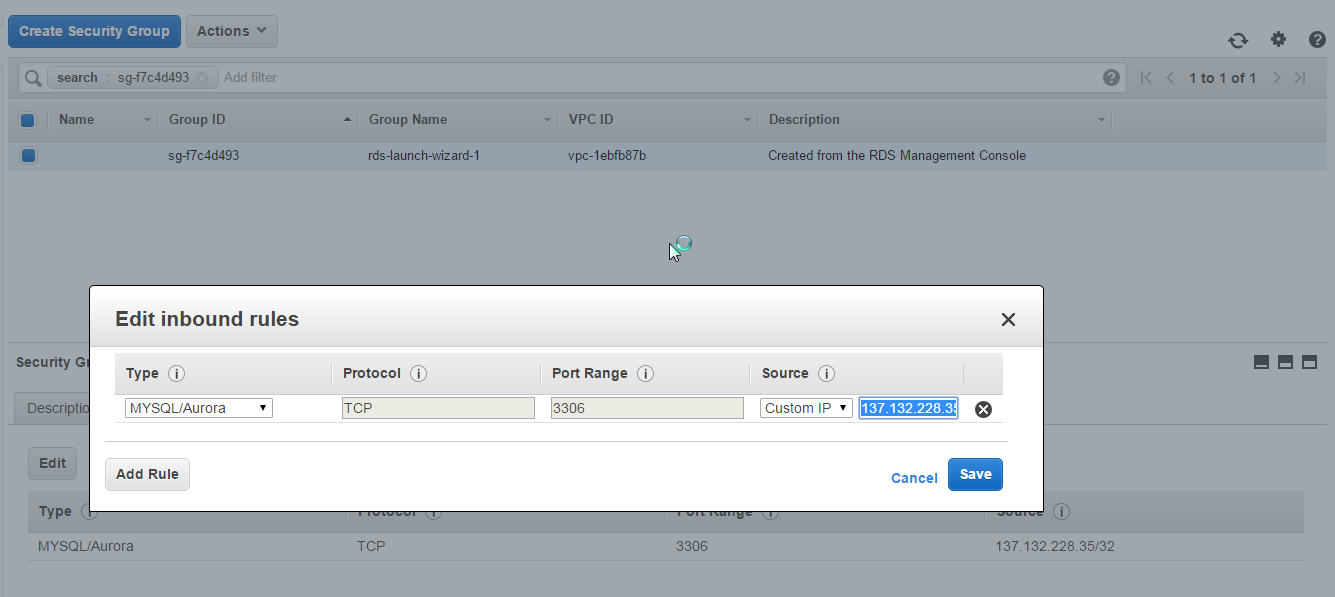 Create Security Group Actions
search : sg-f7c4d493 Add filter 1 to 1 of 1
Name Group ID Group Name VPC ID Description
sg-f7c4d493 rds-launch-wizard-1 vpc-1ebfb87b Created from the RDS Management Console
Edit inbound rules
Type Protocol Port Range Source
MYSQL/Aurora TCP 3306 Custom IP 137.132.228.35
Add Rule Cancel Save
Security Gr
Descriptio
Edit
Type Protocol Port Range Source
MYSQL/Aurora TCP 3306 137.132.228.35/32